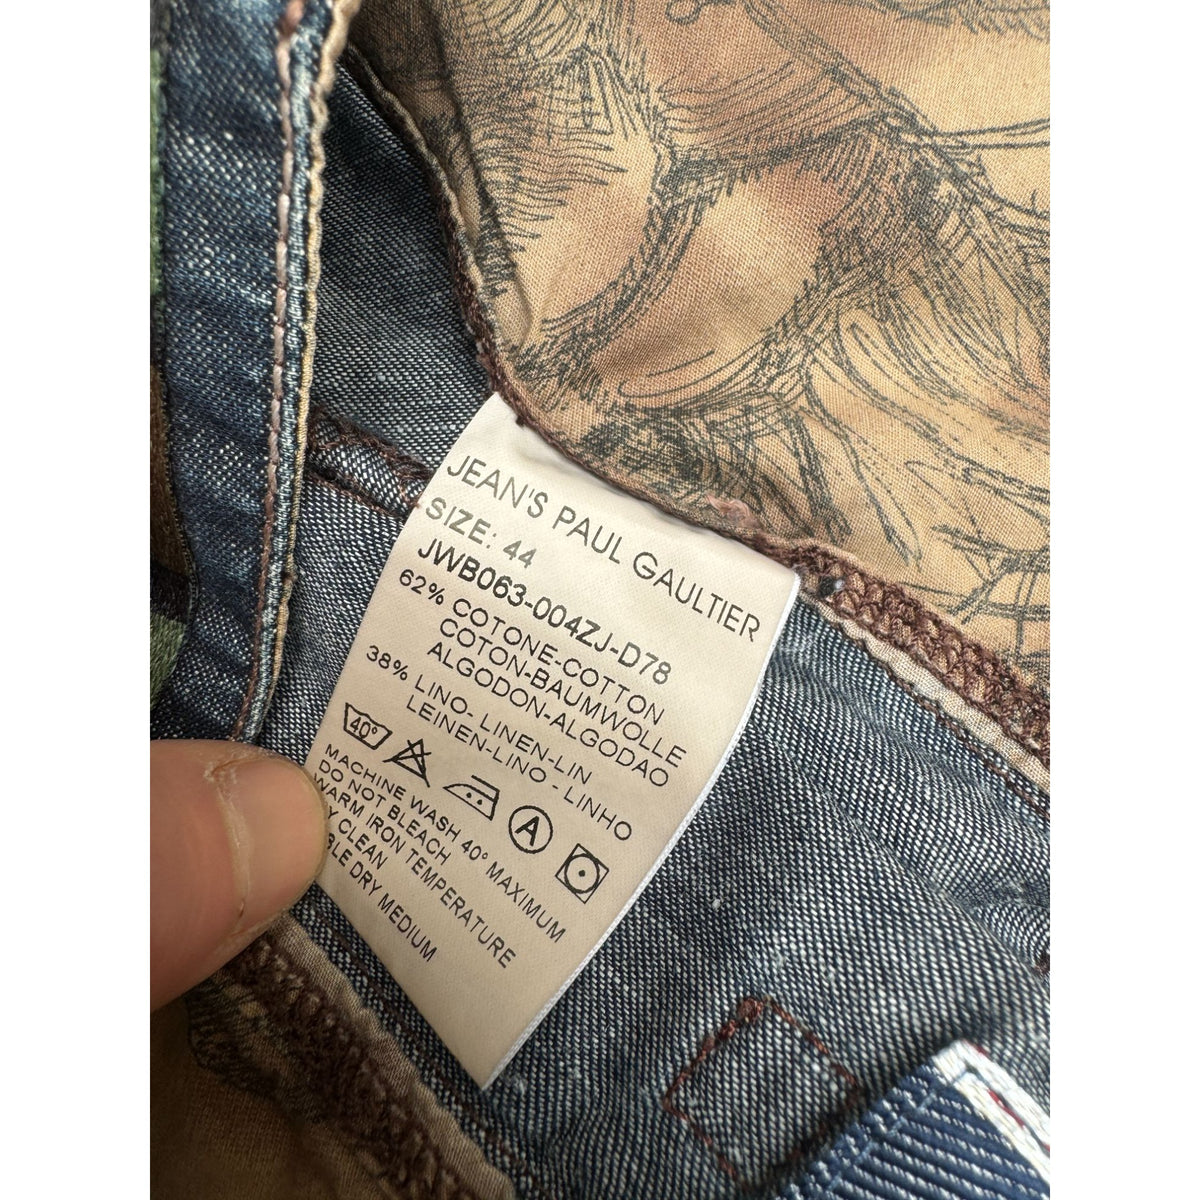 JEAN'S PAUL GAULTIER
SIZE: 44
JWB063-004ZJ-D78
62% COTONE-COTTON
COTON-BAUMWOLLE
ALGODON-ALGODAO
38% LINO- LINEN-LIN
LEINEN-LINO - LINHO
40° A
MACHINE WASH 40° MAXIMUM
DO NOT BLEACH
WARM IRON TEMPERATURE
CLEAN
DRY MEDIUM